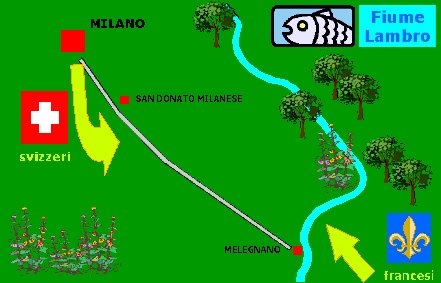 MILANO
Fiume
Lambro
SAN DONATO MILANESE
svizzeri
MELEGNANO
francesi